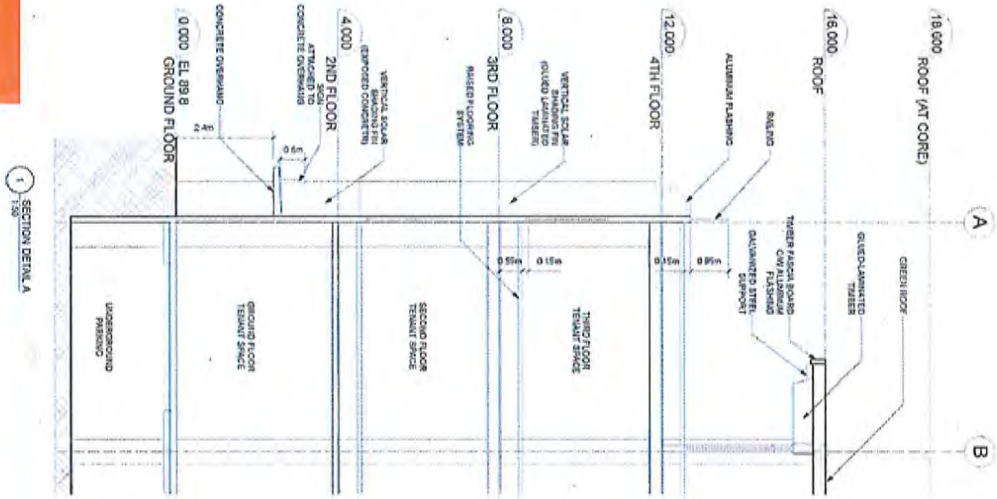 18,000
ROOF (AT CORE)
16,000
ROOF
12,000
4TH FLOOR
8,000
3RD FLOOR
4,000
2ND FLOOR
0,000 EL 89.8
GROUND FLOOR
A
B
GREEN ROOF
GLUED-LAMINATED
TIMBER
TIMBER FASCIA BOARD
C/W ALUMINUM
FLASHING
GALVANIZED STEEL
SUPPORT
RAILING
ALUMINUM FLASHING
0.95m
0.15m
VERTICAL SOLAR
SHADING FIN
(GLUED LAMINATED
TIMBER)
RAISED FLOORING
SYSTEM
0.15m
0.55m
VERTICAL SOLAR
SHADING FIN
(EXPOSED CONCRETE)
SIGN
ATTACHED TO
CONCRETE OVERHANG
CONCRETE OVERHANG
0.6m
2.4m
THIRD FLOOR
TENANT SPACE
SECOND FLOOR
TENANT SPACE
GROUND FLOOR
TENANT SPACE
UNDERGROUND
PARKING
1
SECTION DETAIL A
1:50